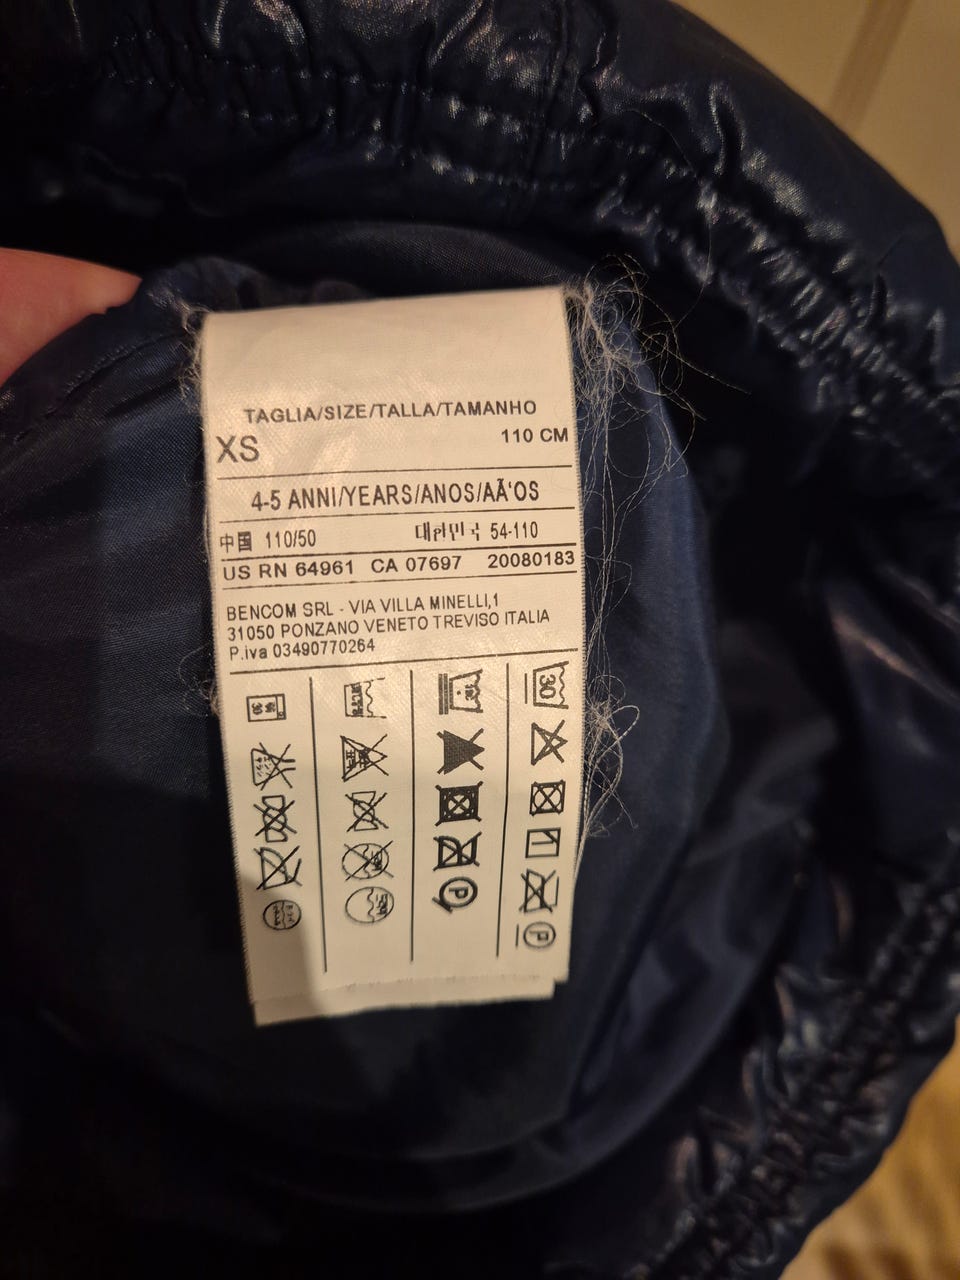 TAGLIA/SIZE/TALLA/TAMANHO
XS 110 CM
4-5 ANNI/YEARS/ANOS/AÃ'OS
中国 110/50 대한민국 54-110
US RN 64961 CA 07697 20080183
BENCOM SRL - VIA VILLA MINELLI,1
31050 PONZANO VENETO TREVISO ITALIA
P.iva 03490770264
30
P
P